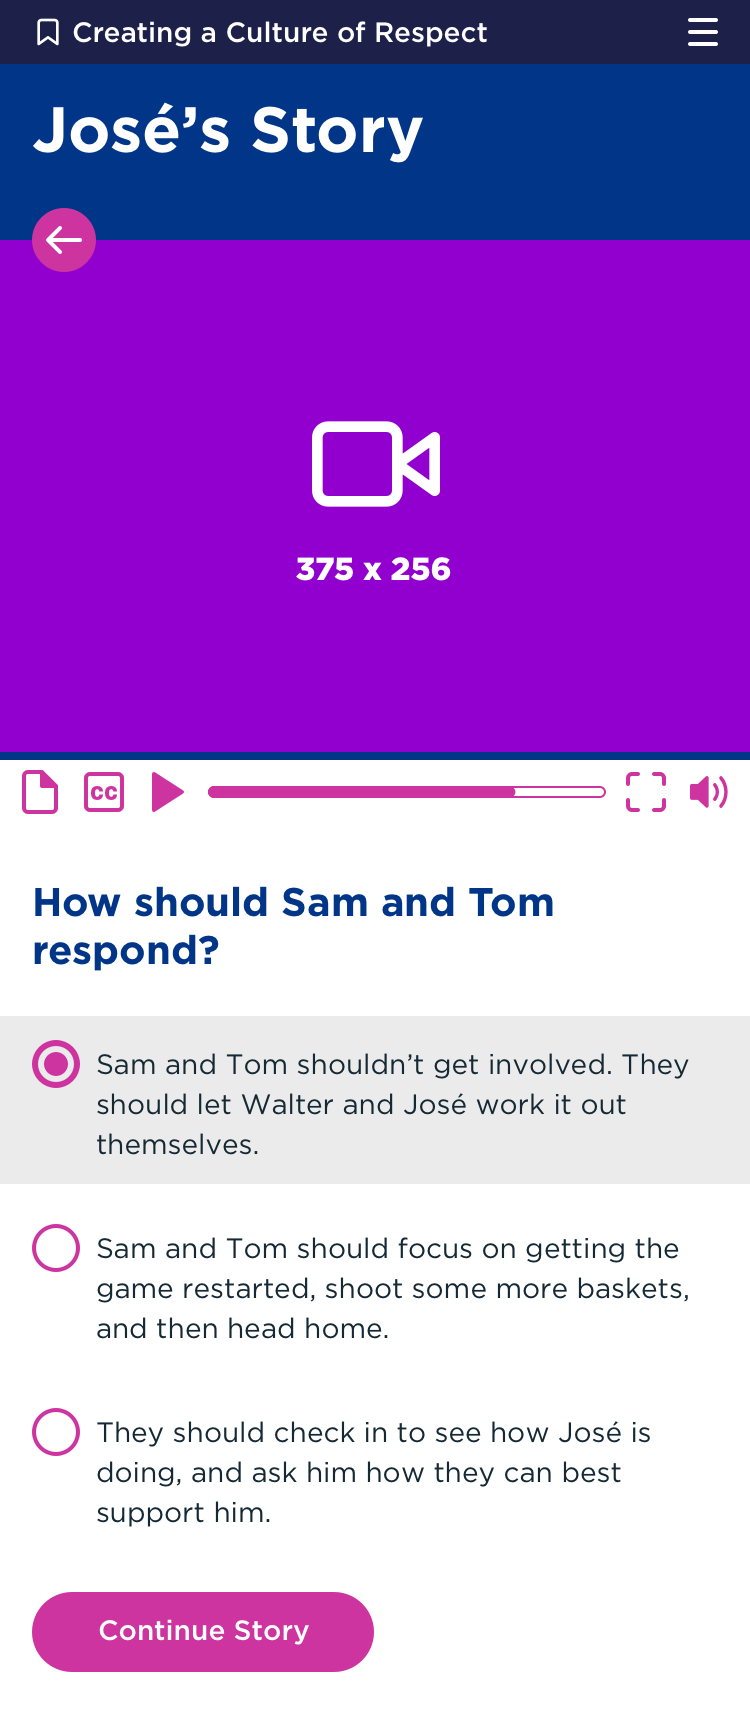 Creating a Culture of Respect
José’s Story
375 x 256
CC
How should Sam and Tom
respond?
Sam and Tom shouldn’t get involved. They
should let Walter and José work it out
themselves.
Sam and Tom should focus on getting the
game restarted, shoot some more baskets,
and then head home.
They should check in to see how José is
doing, and ask him how they can best
support him.
Continue Story